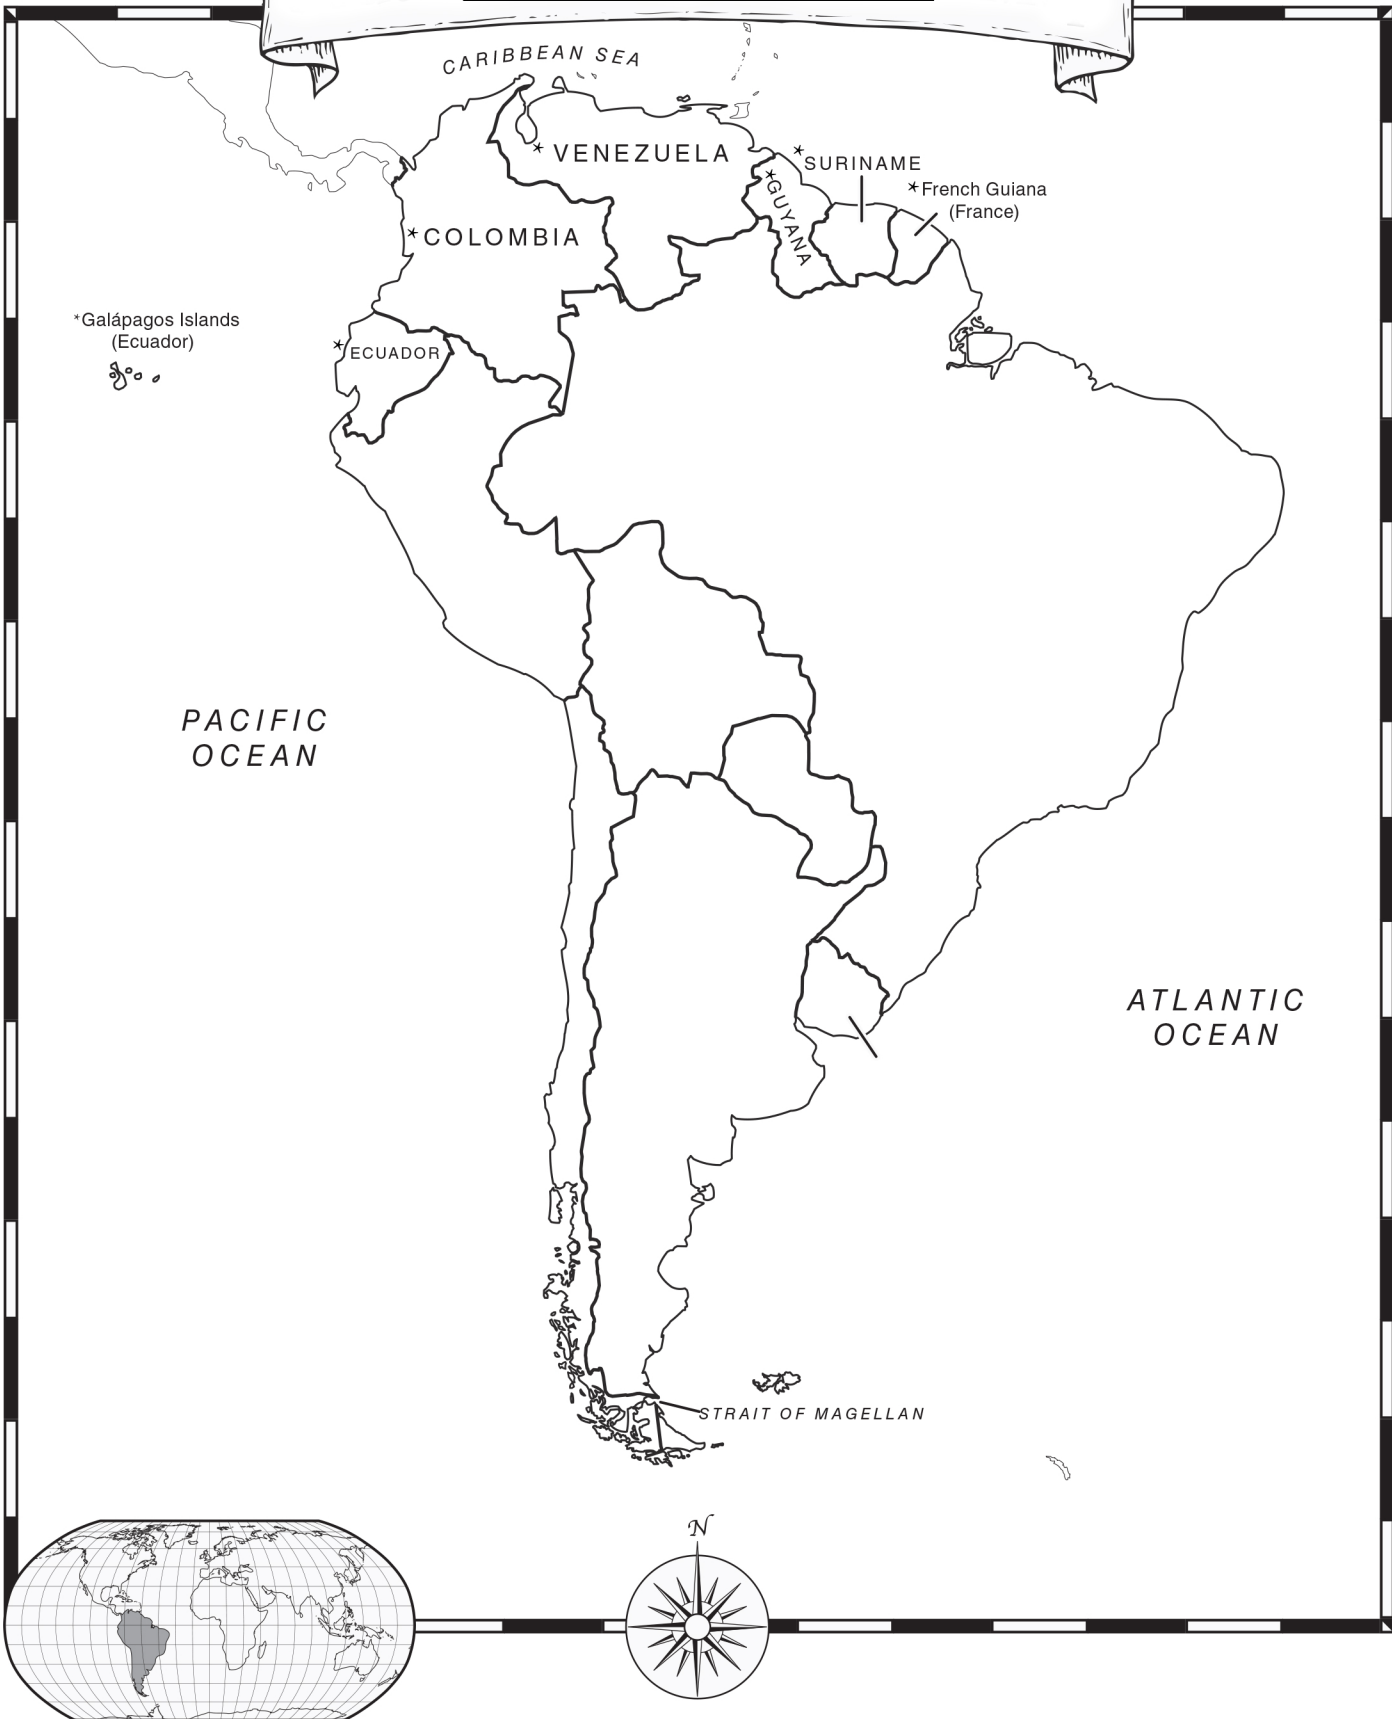 CARIBBEAN SEA
*VENEZUELA
*SURINAME
*GUYANA
*French Guiana
(France)
*COLOMBIA
*Galápagos Islands
(Ecuador)
*ECUADOR
PACIFIC
OCEAN
ATLANTIC
OCEAN
STRAIT OF MAGELLAN
N